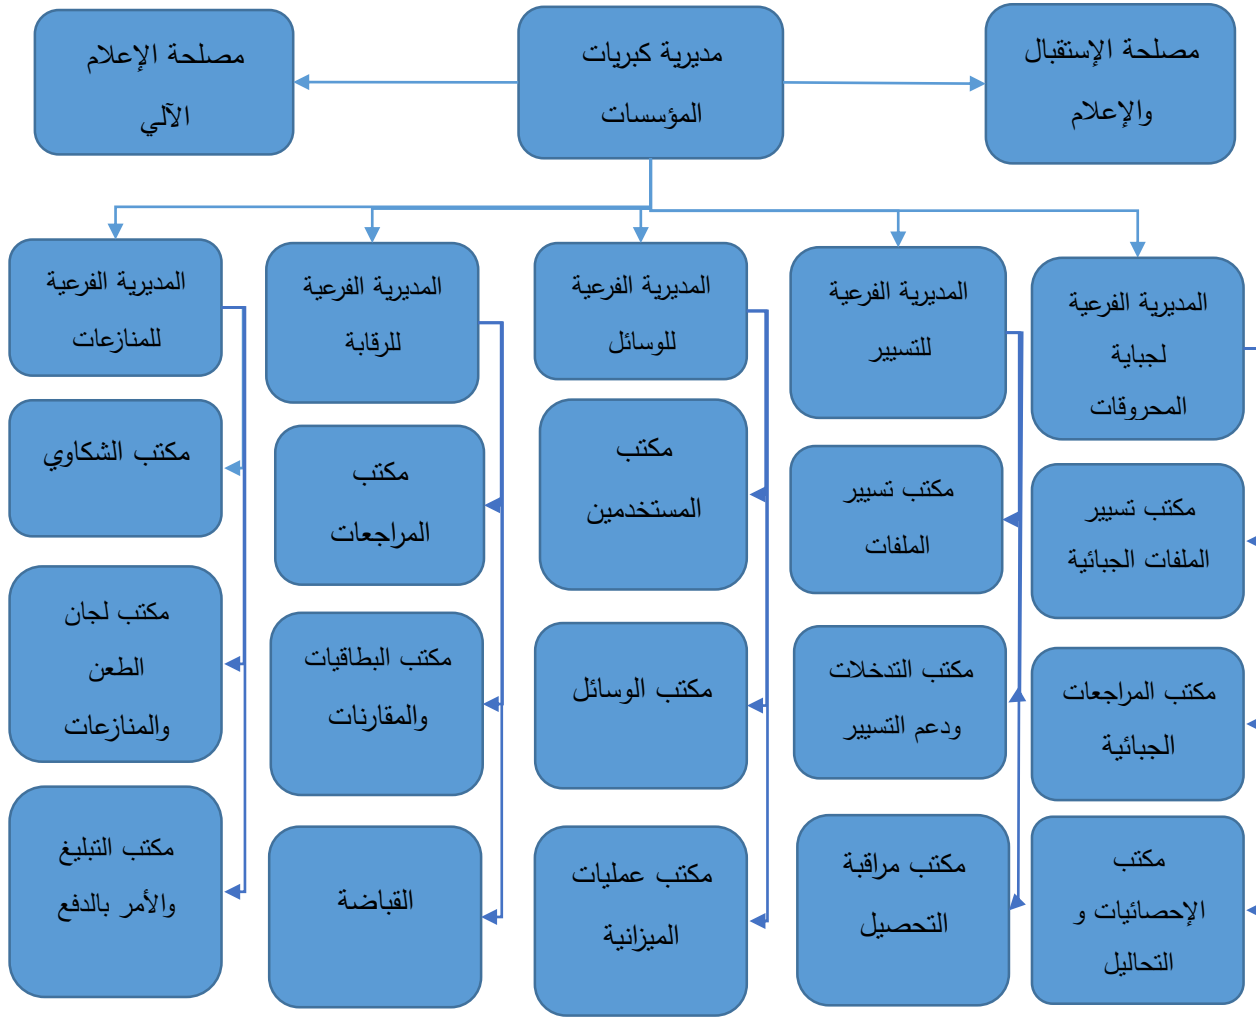 مصلحة الإستقبال
والإعلام
مديرية كبريات
المؤسسات
مصلحة الإعلام
الآلي
المديرية الفرعية
لجباية
المحروقات
المديرية الفرعية
للتسيير
المديرية الفرعية
للوسائل
المديرية الفرعية
للرقابة
المديرية الفرعية
للمنازعات
مكتب تسيير
الملفات الجبائية
مكتب تسيير
الملفات
مكتب
المستخدمين
مكتب
المراجعات
مكتب الشكاوي
مكتب المراجعات
الجبائية
مكتب التدخلات
ودعم التسيير
مكتب الوسائل
مكتب البطاقيات
والمقارنات
مكتب لجان
الطعن
والمنازعات
مكتب
الإحصائيات و
التحاليل
مكتب مراقبة
التحصيل
مكتب عمليات
الميزانية
القباضة
مكتب التبليغ
والأمر بالدفع